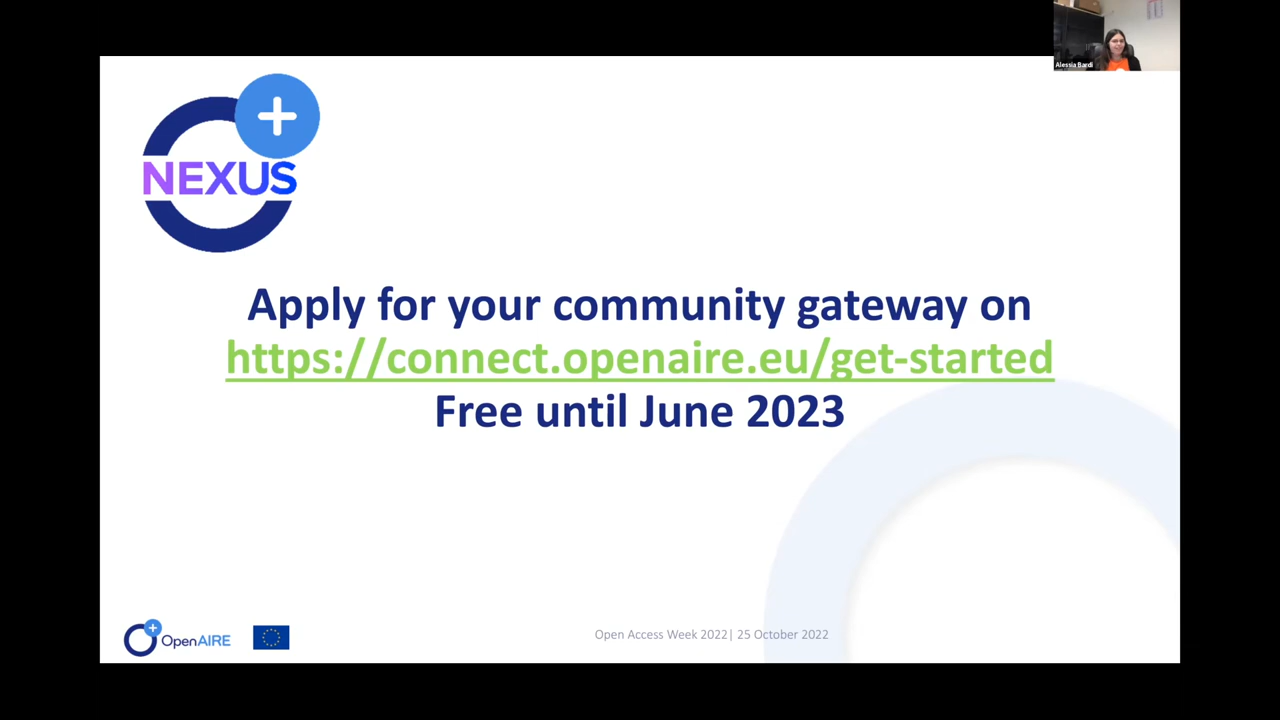 Alessia Bardi
NEXUS
Apply for your community gateway on
https://connect.openaire.eu/get-started
Free until June 2023
OpenAIRE
Open Access Week 2022| 25 October 2022